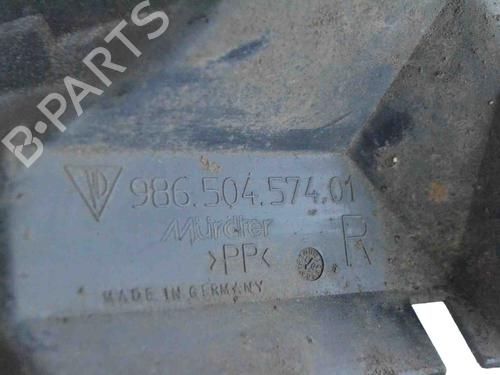 B-PARTS
986.504.574.01
Mürdter
>PP<
R
MADE IN GERMANY